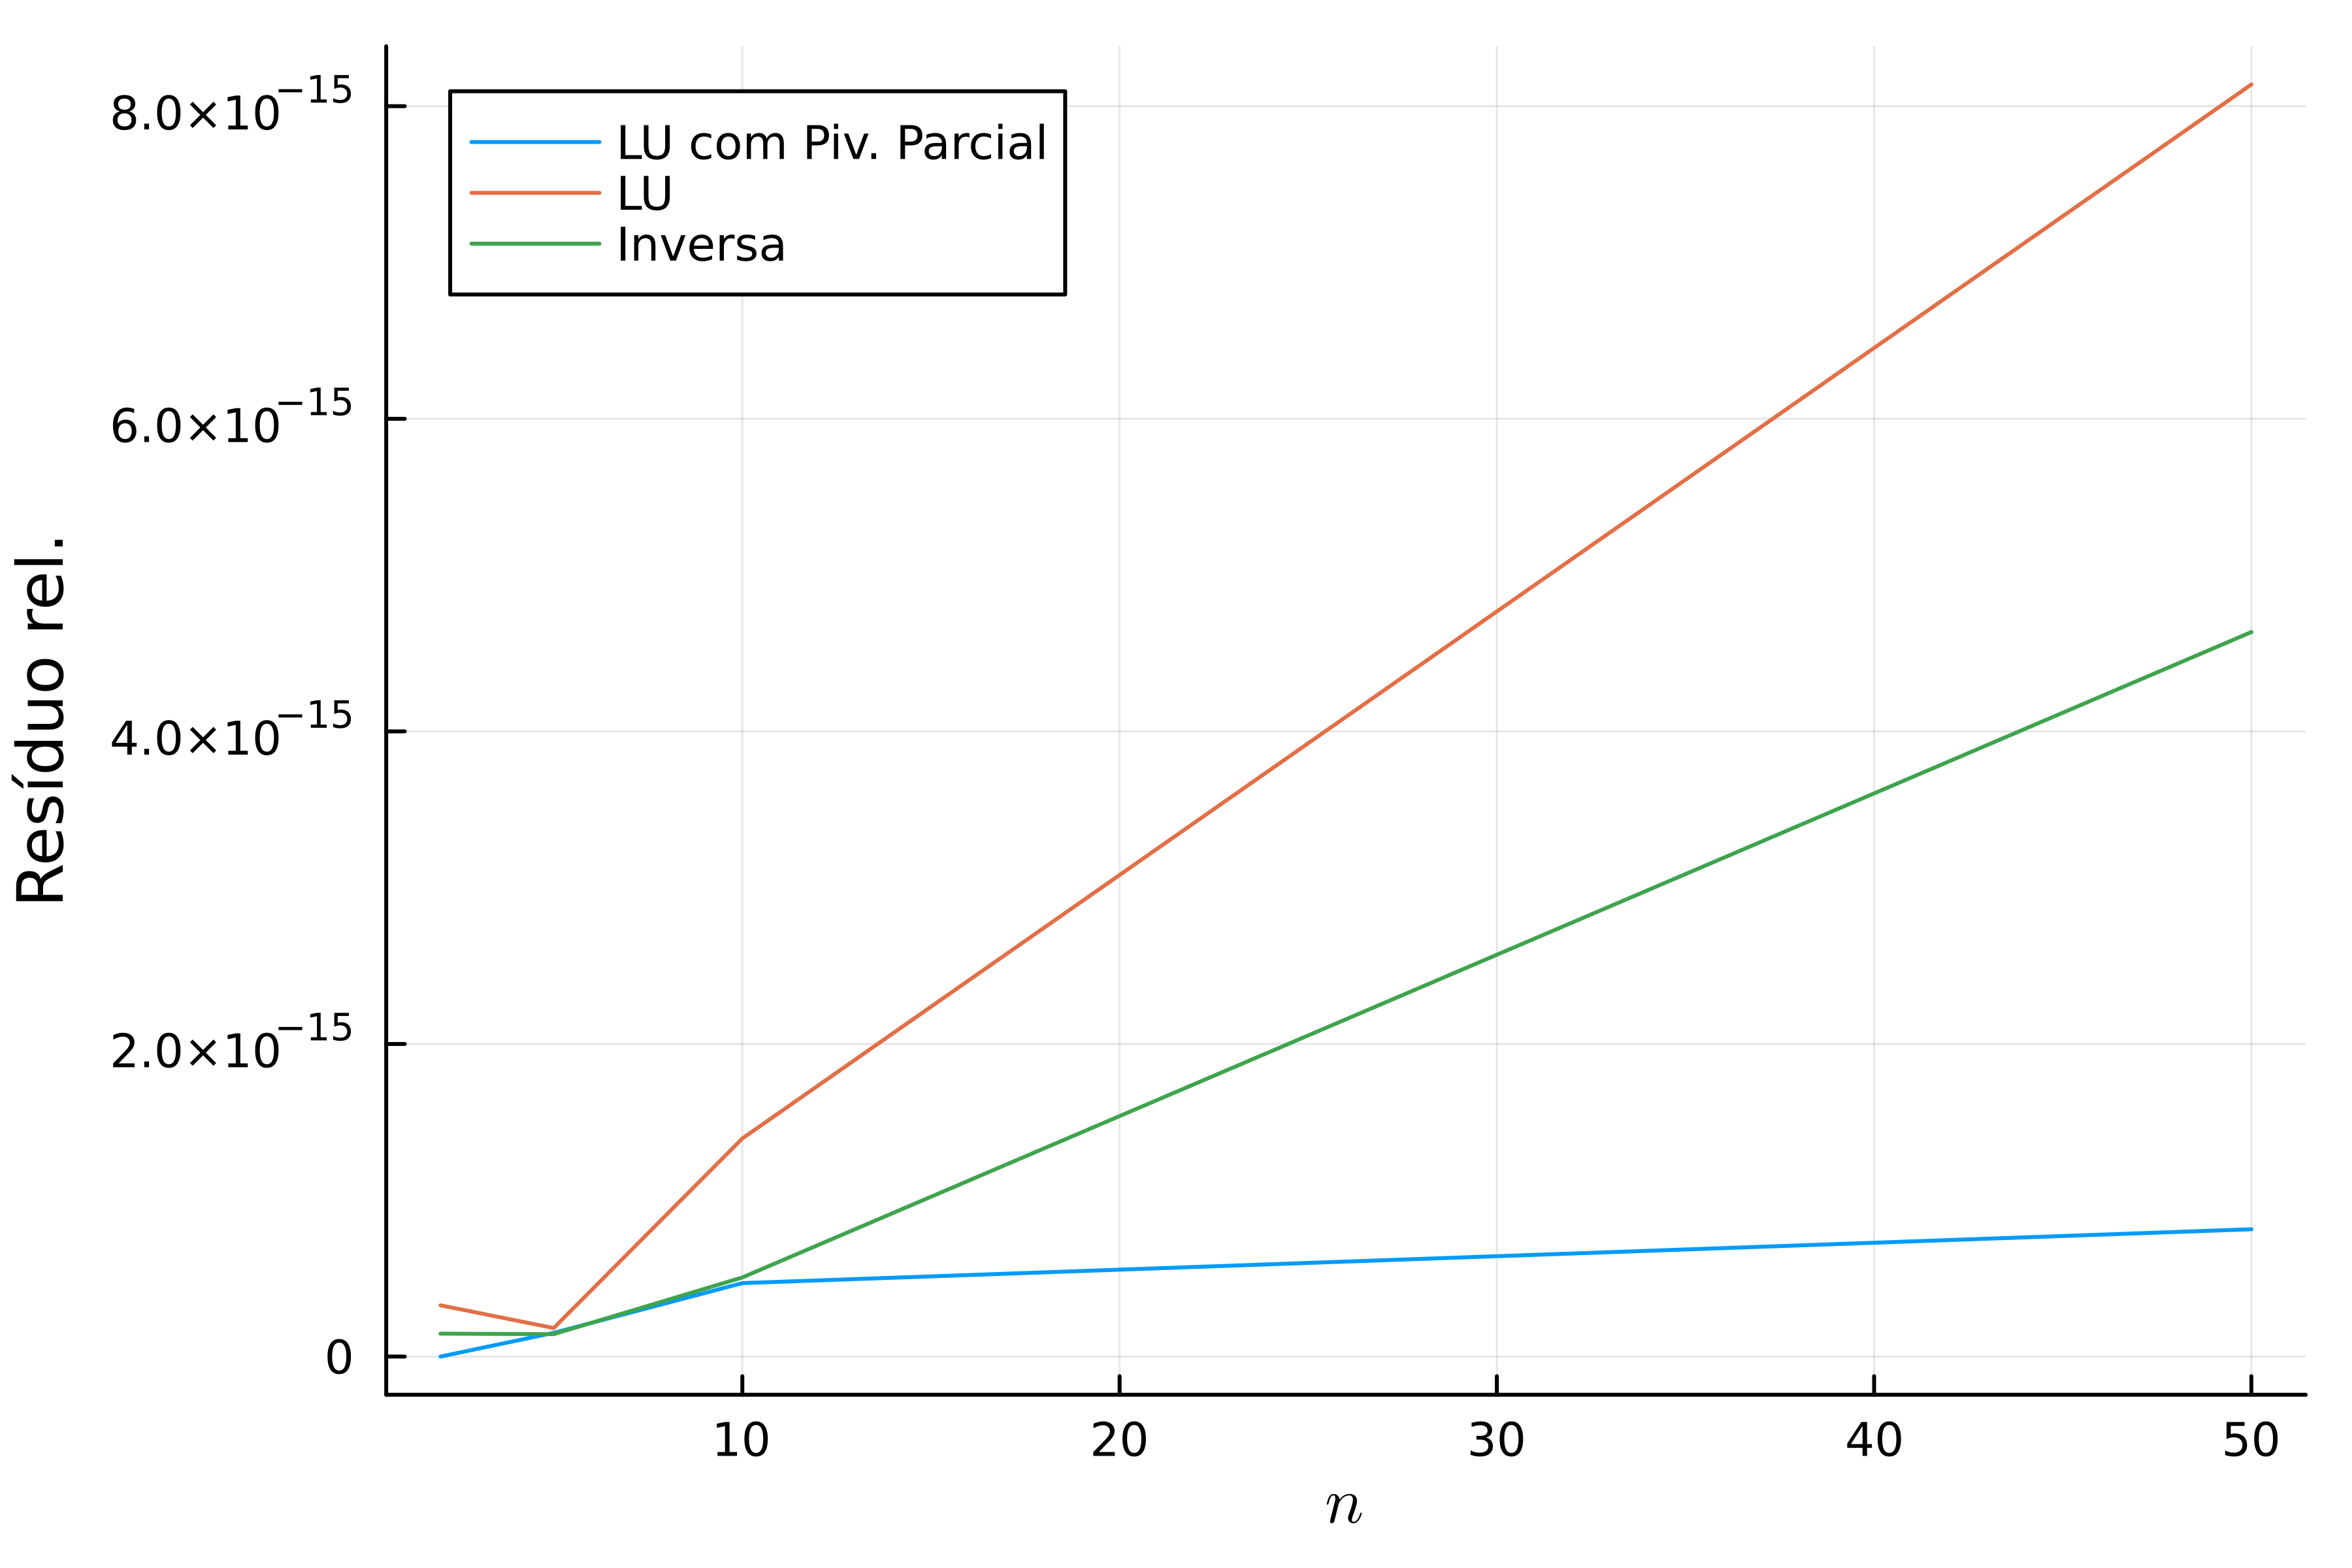 8.0×10⁻¹⁵
6.0×10⁻¹⁵
4.0×10⁻¹⁵
2.0×10⁻¹⁵
0
Resíduo rel.
LU com Piv. Parcial
LU
Inversa
10 20 30 40 50
n